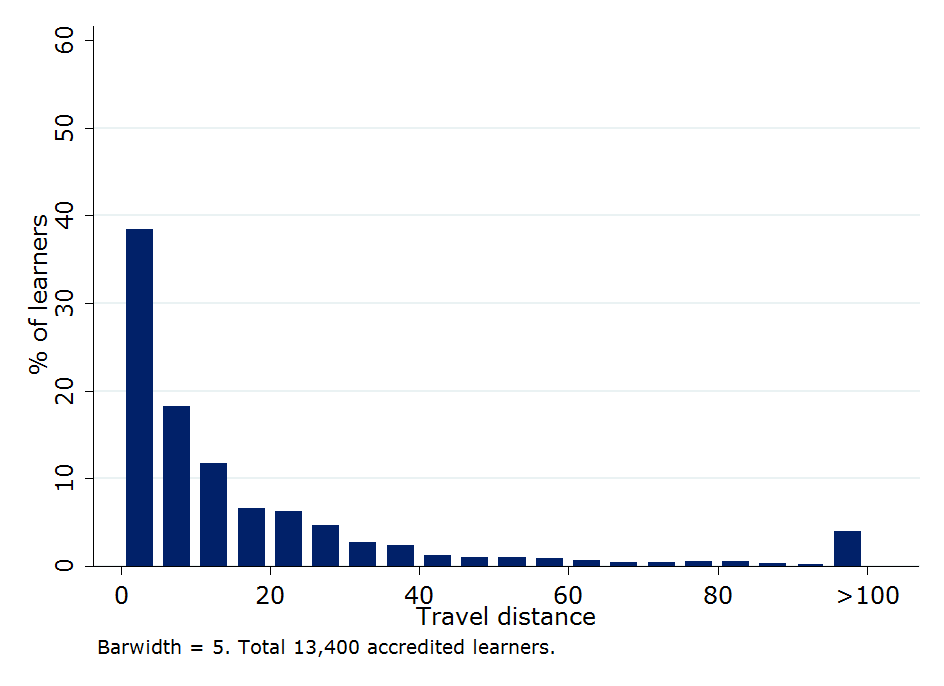 60
50
40
30
20
10
0
% of learners
0 20 40 60 80 >100
Travel distance
Barwidth = 5. Total 13,400 accredited learners.